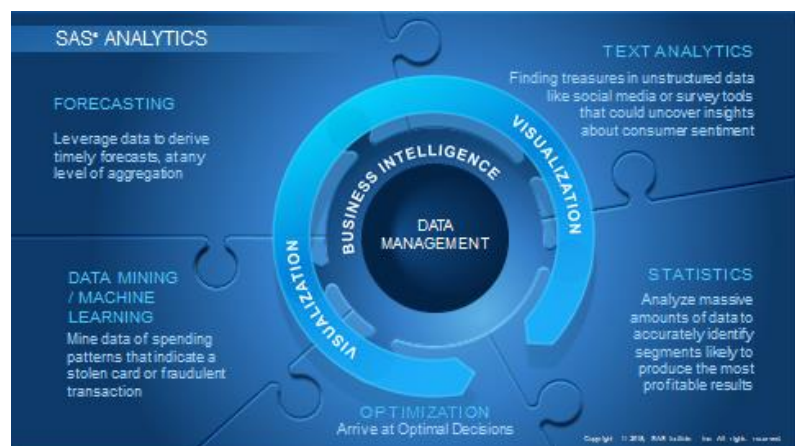 SAS® ANALYTICS
FORECASTING
Leverage data to derive
timely forecasts, at any
level of aggregation
TEXT ANALYTICS
Finding treasures in unstructured data
like social media or survey tools
that could uncover insights
about consumer sentiment
VISUALIZATION
BUSINESS INTELLIGENCE
DATA
MANAGEMENT
VISUALIZATION
DATA MINING
/ MACHINE
LEARNING
Mine data of spending
patterns that indicate a
stolen card or fraudulent
transaction
STATISTICS
Analyze massive
amounts of data to
accurately identify
segments likely to
produce the most
profitable results
OPTIMIZATION
Arrive at Optimal Decisions
Inc. All rights reserved